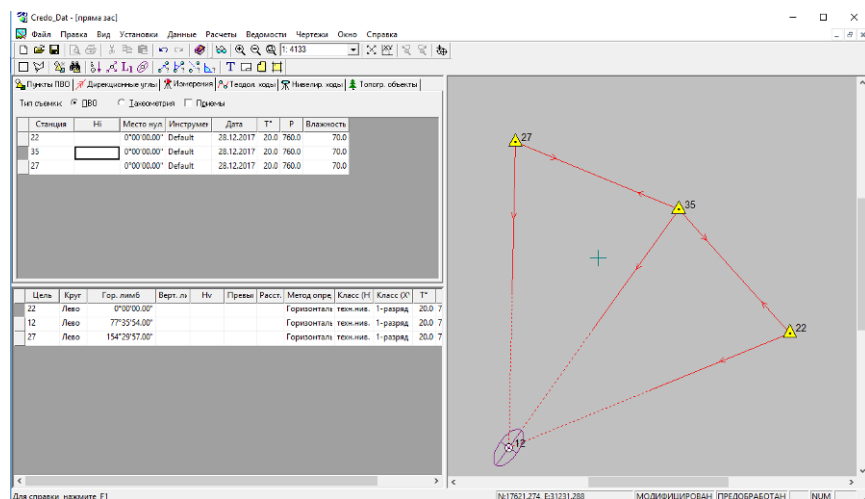 Credo_Dat - [пряма зас]
Файл Правка Вид Установки Данные Расчеты Ведомости Чертежи Окно Справка
1: 4133
Пункты ПВО Дирекционные углы Измерения Теодол. ходы Нивелир. ходы Топогр. объекты
Тип съемки: ПВО Тахеометрия Приемы
Станция Hi Место нул Инструмен Дата T° P Влажность
22 0°00'00.00" Default 28.12.2017 20.0 760.0 70.0
35 0°00'00.00" Default 28.12.2017 20.0 760.0 70.0
27 0°00'00.00" Default 28.12.2017 20.0 760.0 70.0
Цель Круг Гор. лимб Верт. ли Hv Превы Расст. Метод опре, Класс (H) Класс (X) T°
22 Лево 0°00'00.00" Горизонталь техн.нив. 1-разряд 20.0 7
12 Лево 77°35'54.00" Горизонталь техн.нив. 1-разряд 20.0 7
27 Лево 154°29'57.00" Горизонталь техн.нив. 1-разряд 20.0 7
27
35
22
12
Для справки нажмите F1
N:17621.274 E:31231.288 МОДИФИЦИРОВАН ПРЕДОБРАБОТАН NUM